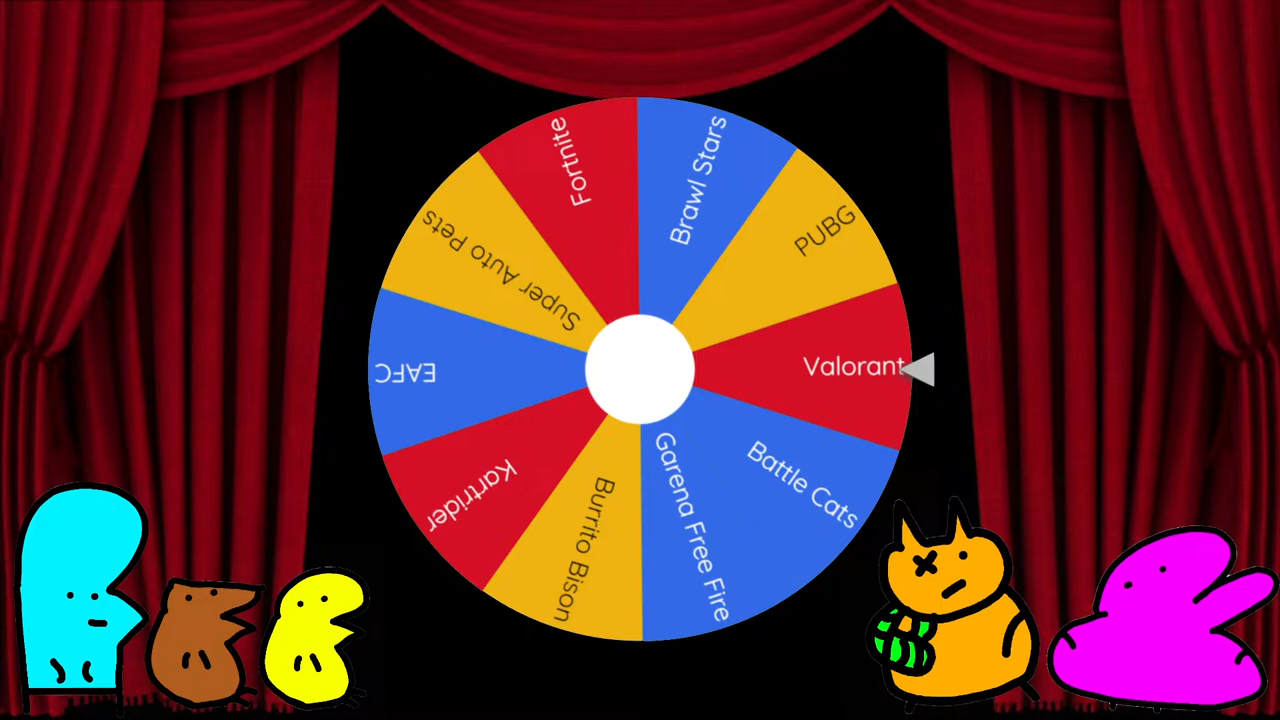 Fortnite
Brawl Stars
PUBG
Valorant
Battle Cats
Garena Free Fire
Burrito Bison
Kartrider
EAFC
Super Auto Pets